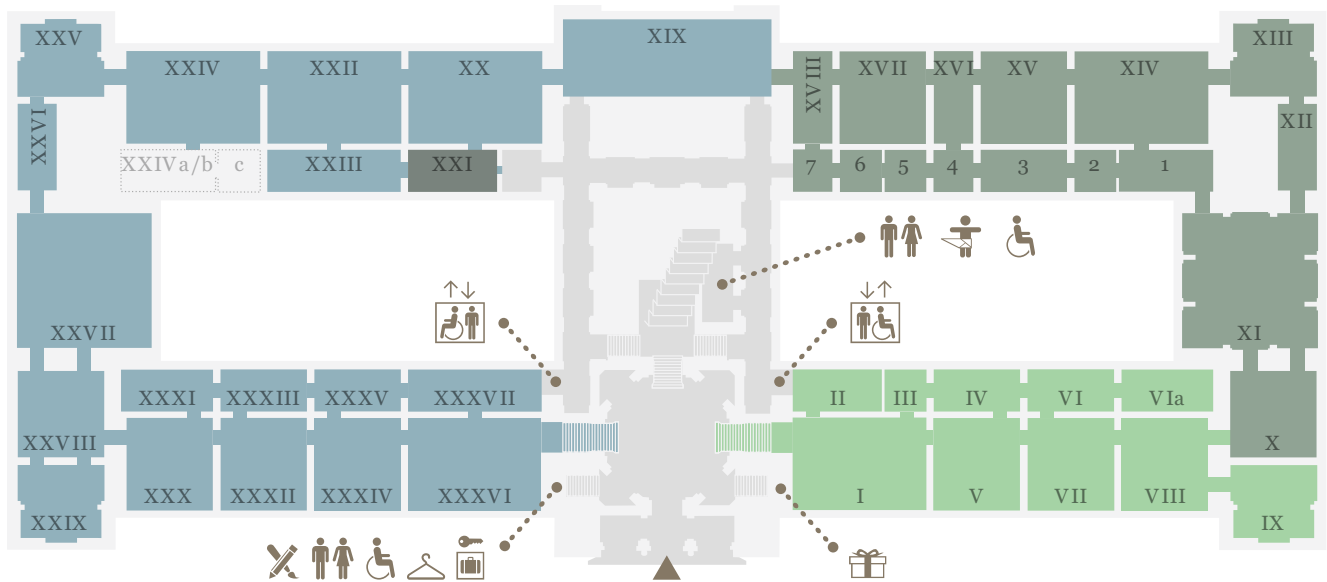 XXV XXIV XXII XX XIX XVIII XVII XVI XV XIV XIII
XXVI XXIVa/b c XXIII XXI 7 6 5 4 3 2 1 XII
XXVII XI
XXXI XXXIII XXXV XXXVII II III IV VI VIa
XXVIII X
XXX XXXII XXXIV XXXVI I V VII VIII
XXIX IX